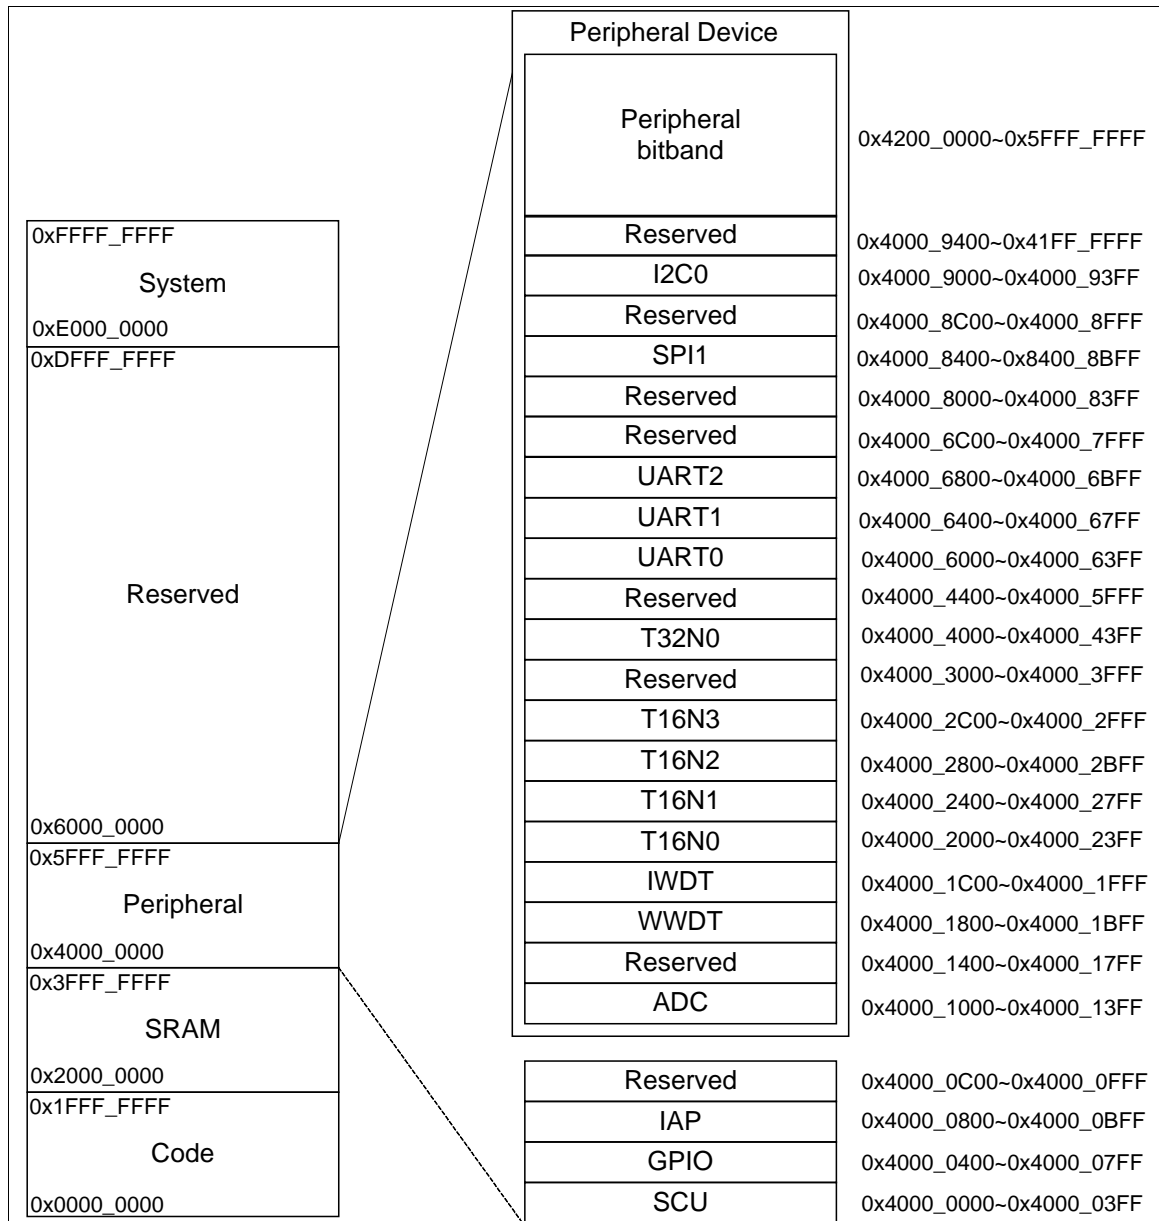 Peripheral Device
Peripheral
bitband
0x4200_0000~0x5FFF_FFFF
Reserved
0x4000_9400~0x41FF_FFFF
I2C0
0x4000_9000~0x4000_93FF
Reserved
0x4000_8C00~0x4000_8FFF
SPI1
0x4000_8400~0x8400_8BFF
Reserved
0x4000_8000~0x4000_83FF
Reserved
0x4000_6C00~0x4000_7FFF
UART2
0x4000_6800~0x4000_6BFF
UART1
0x4000_6400~0x4000_67FF
UART0
0x4000_6000~0x4000_63FF
Reserved
0x4000_4400~0x4000_5FFF
T32N0
0x4000_4000~0x4000_43FF
Reserved
0x4000_3000~0x4000_3FFF
T16N3
0x4000_2C00~0x4000_2FFF
T16N2
0x4000_2800~0x4000_2BFF
T16N1
0x4000_2400~0x4000_27FF
T16N0
0x4000_2000~0x4000_23FF
IWDT
0x4000_1C00~0x4000_1FFF
WWDT
0x4000_1800~0x4000_1BFF
Reserved
0x4000_1400~0x4000_17FF
ADC
0x4000_1000~0x4000_13FF
Reserved
0x4000_0C00~0x4000_0FFF
IAP
0x4000_0800~0x4000_0BFF
GPIO
0x4000_0400~0x4000_07FF
SCU
0x4000_0000~0x4000_03FF
0xFFFF_FFFF
System
0xE000_0000
0xDFFF_FFFF
Reserved
0x6000_0000
0x5FFF_FFFF
Peripheral
0x4000_0000
0x3FFF_FFFF
SRAM
0x2000_0000
0x1FFF_FFFF
Code
0x0000_0000